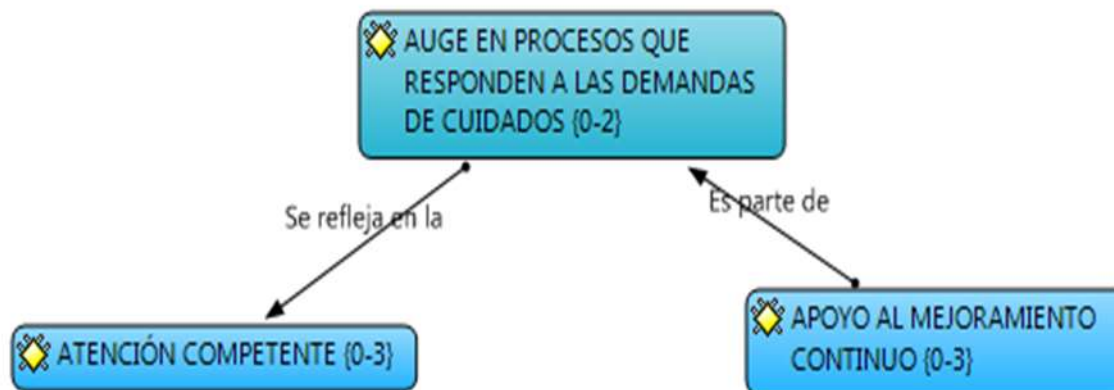 AUGE EN PROCESOS QUE
RESPONDEN A LAS DEMANDAS
DE CUIDADOS {0-2}
Se refleja en la
Es parte de
ATENCIÓN COMPETENTE {0-3}
APOYO AL MEJORAMIENTO
CONTINUO {0-3}